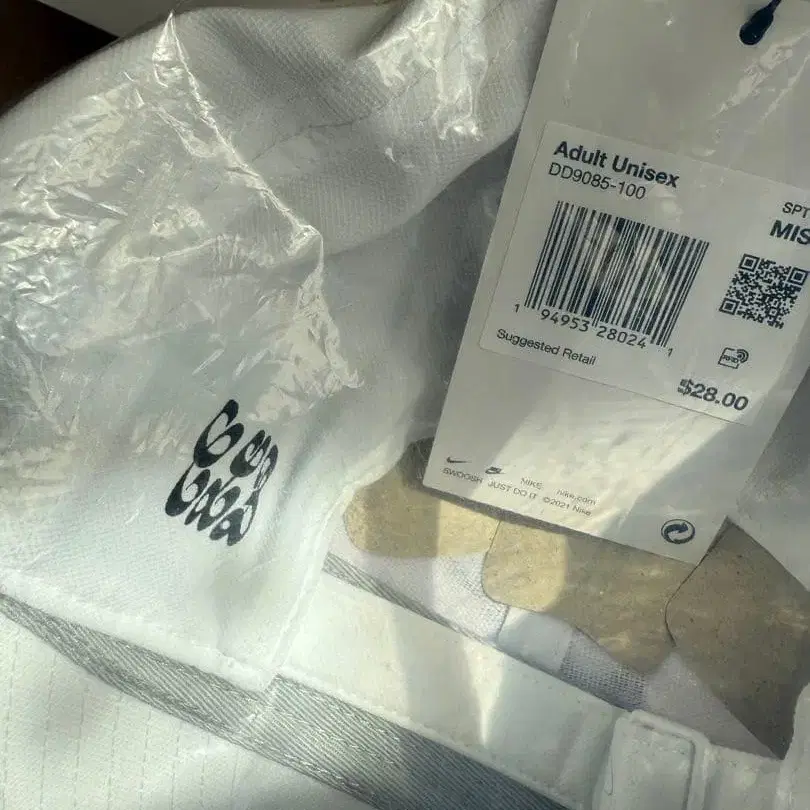 Adult Unisex
DD9085-100
SPT
MIS
1 94953 28024 1
Suggested Retail
RFID
$28.00
NIKE nike.com
SWOOSH JUST DO IT ©2021 Nike